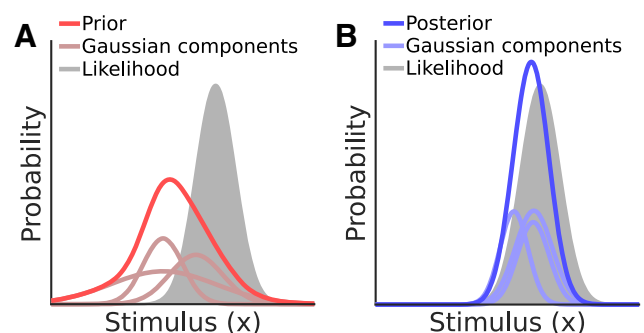 A
Prior
Gaussian components
Likelihood
Probability
Stimulus (x)
B
Posterior
Gaussian components
Likelihood
Probability
Stimulus (x)